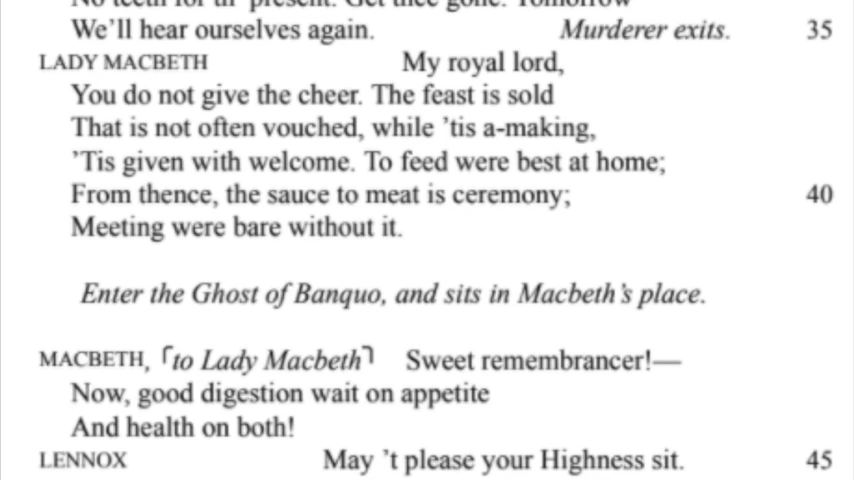 No teeth for th' present. Get thee gone. Tomorrow
We'll hear ourselves again. Murderer exits. 35
LADY MACBETH My royal lord,
You do not give the cheer. The feast is sold
That is not often vouched, while 'tis a-making,
'Tis given with welcome. To feed were best at home;
From thence, the sauce to meat is ceremony; 40
Meeting were bare without it.
Enter the Ghost of Banquo, and sits in Macbeth's place.
MACBETH, ⌜to Lady Macbeth⌝ Sweet remembrancer!—
Now, good digestion wait on appetite
And health on both!
LENNOX May 't please your Highness sit. 45